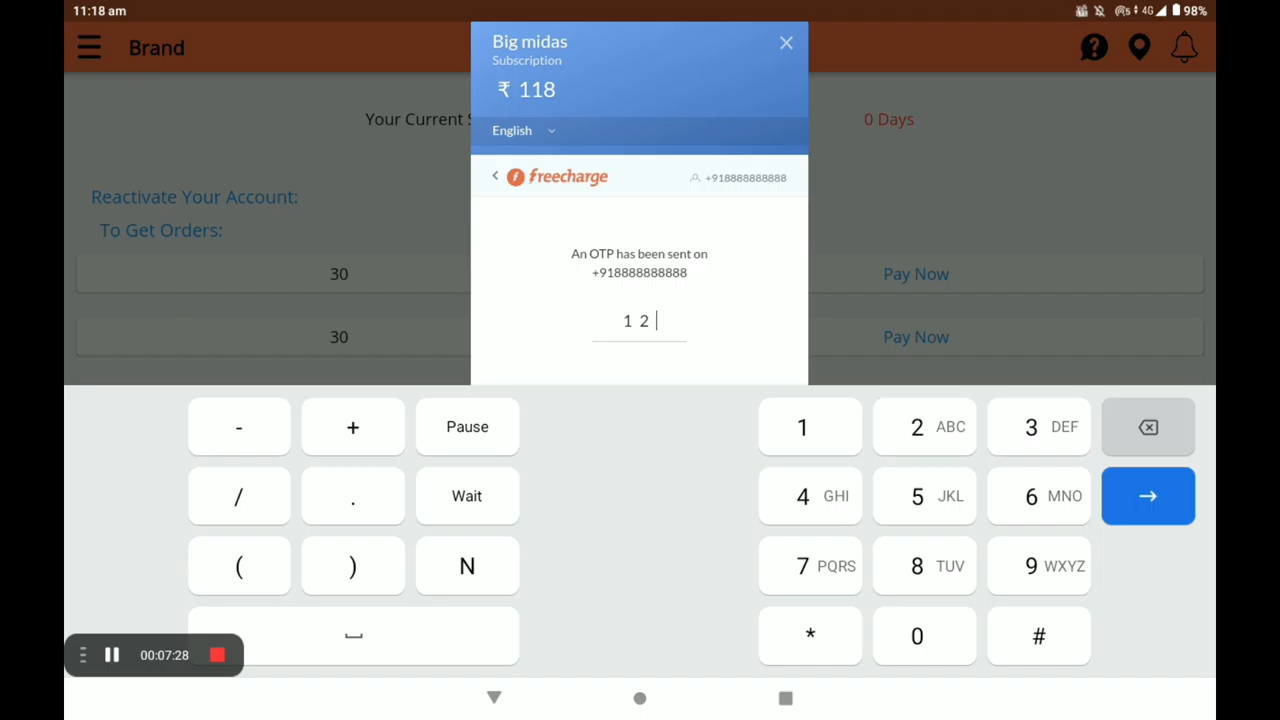 11:18 am
4G 98%
Brand
Big midas
Subscription
₹ 118
English
Your Current S
0 Days
freecharge
+918888888888
Reactivate Your Account:
To Get Orders:
An OTP has been sent on
+918888888888
30
Pay Now
1 2
30
Pay Now
- + Pause 1 2 ABC 3 DEF
/ . Wait 4 GHI 5 JKL 6 MNO
( ) N 7 PQRS 8 TUV 9 WXYZ
* 0 #
00:07:28